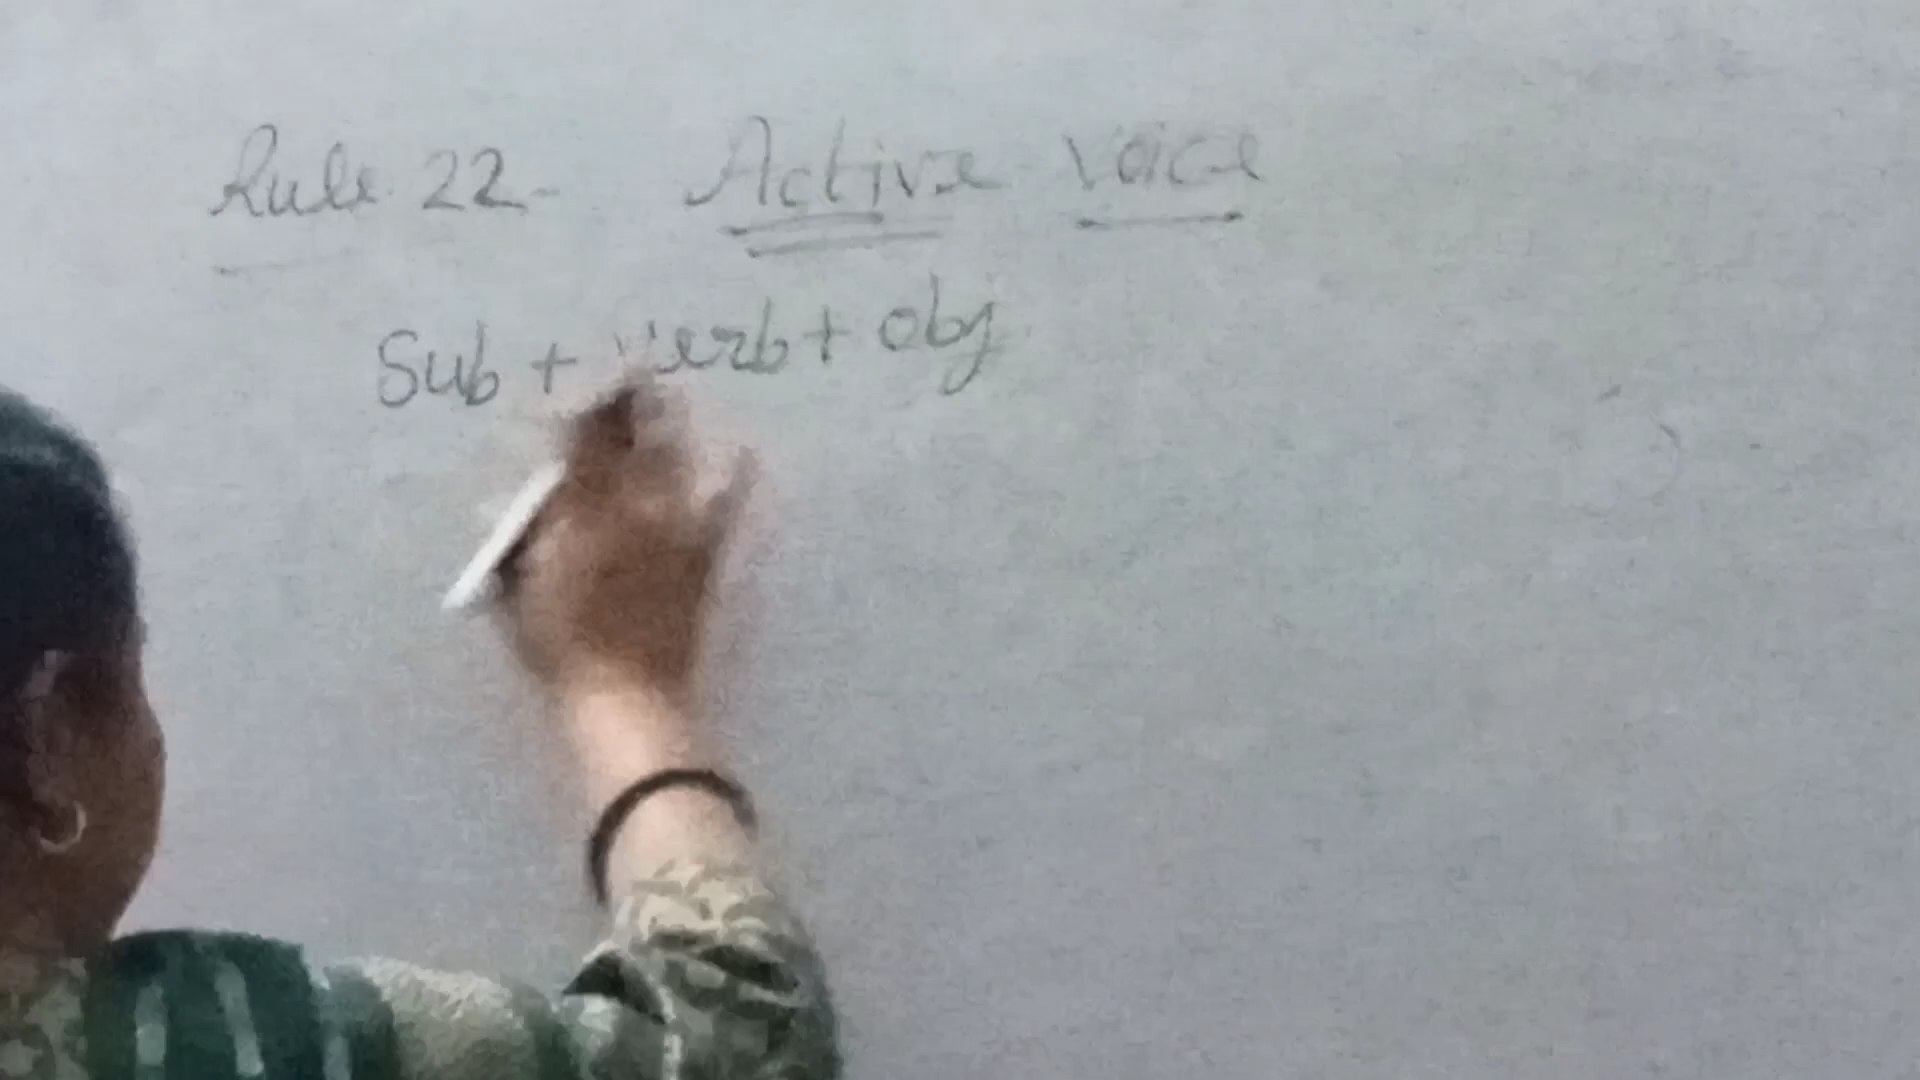 Rule 22- Active Voice
Sub + verb + obj